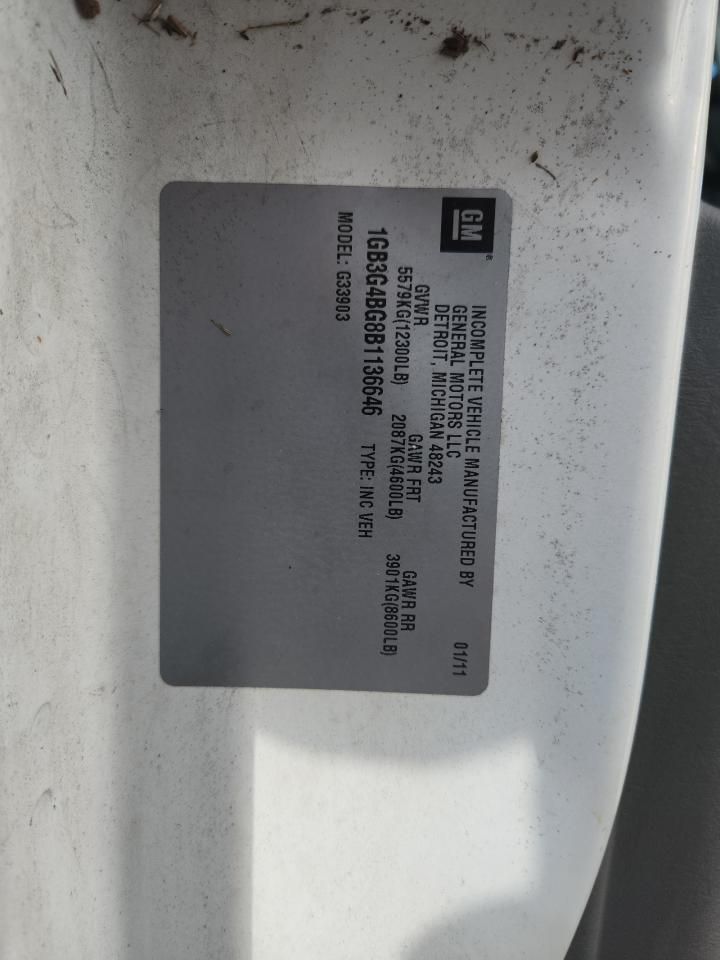 GM®
INCOMPLETE VEHICLE MANUFACTURED BY
GENERAL MOTORS LLC
DETROIT, MICHIGAN 48243
01/11
GVWR GAWR FRT GAWR RR
5579KG(12300LB) 2087KG(4600LB) 3901KG(8600LB)
1GB3G4BG8B1136646 TYPE: INC VEH
MODEL: G33903